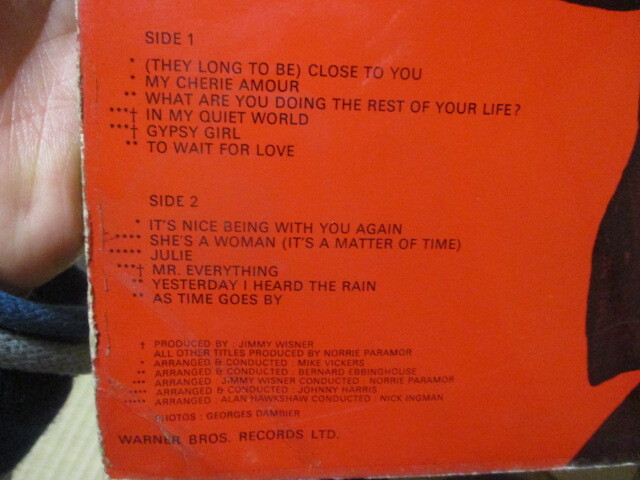 SIDE 1
* (THEY LONG TO BE) CLOSE TO YOU
* MY CHERIE AMOUR
** WHAT ARE YOU DOING THE REST OF YOUR LIFE?
***† IN MY QUIET WORLD
***† GYPSY GIRL
** TO WAIT FOR LOVE
SIDE 2
* IT'S NICE BEING WITH YOU AGAIN
**** SHE'S A WOMAN (IT'S A MATTER OF TIME)
***** JULIE
***† MR. EVERYTHING
** YESTERDAY I HEARD THE RAIN
** AS TIME GOES BY
† PRODUCED BY : JIMMY WISNER
ALL OTHER TITLES PRODUCED BY NORRIE PARAMOR
* ARRANGED & CONDUCTED : MIKE VICKERS
** ARRANGED & CONDUCTED : BERNARD EBBINGHOUSE
*** ARRANGED : JIMMY WISNER CONDUCTED : NORRIE PARAMOR
**** ARRANGED & CONDUCTED : JOHNNY HARRIS
***** ARRANGED : ALAN HAWKSHAW CONDUCTED : NICK INGMAN
PHOTOS : GEORGES DAMBIER
WARNER BROS. RECORDS LTD.